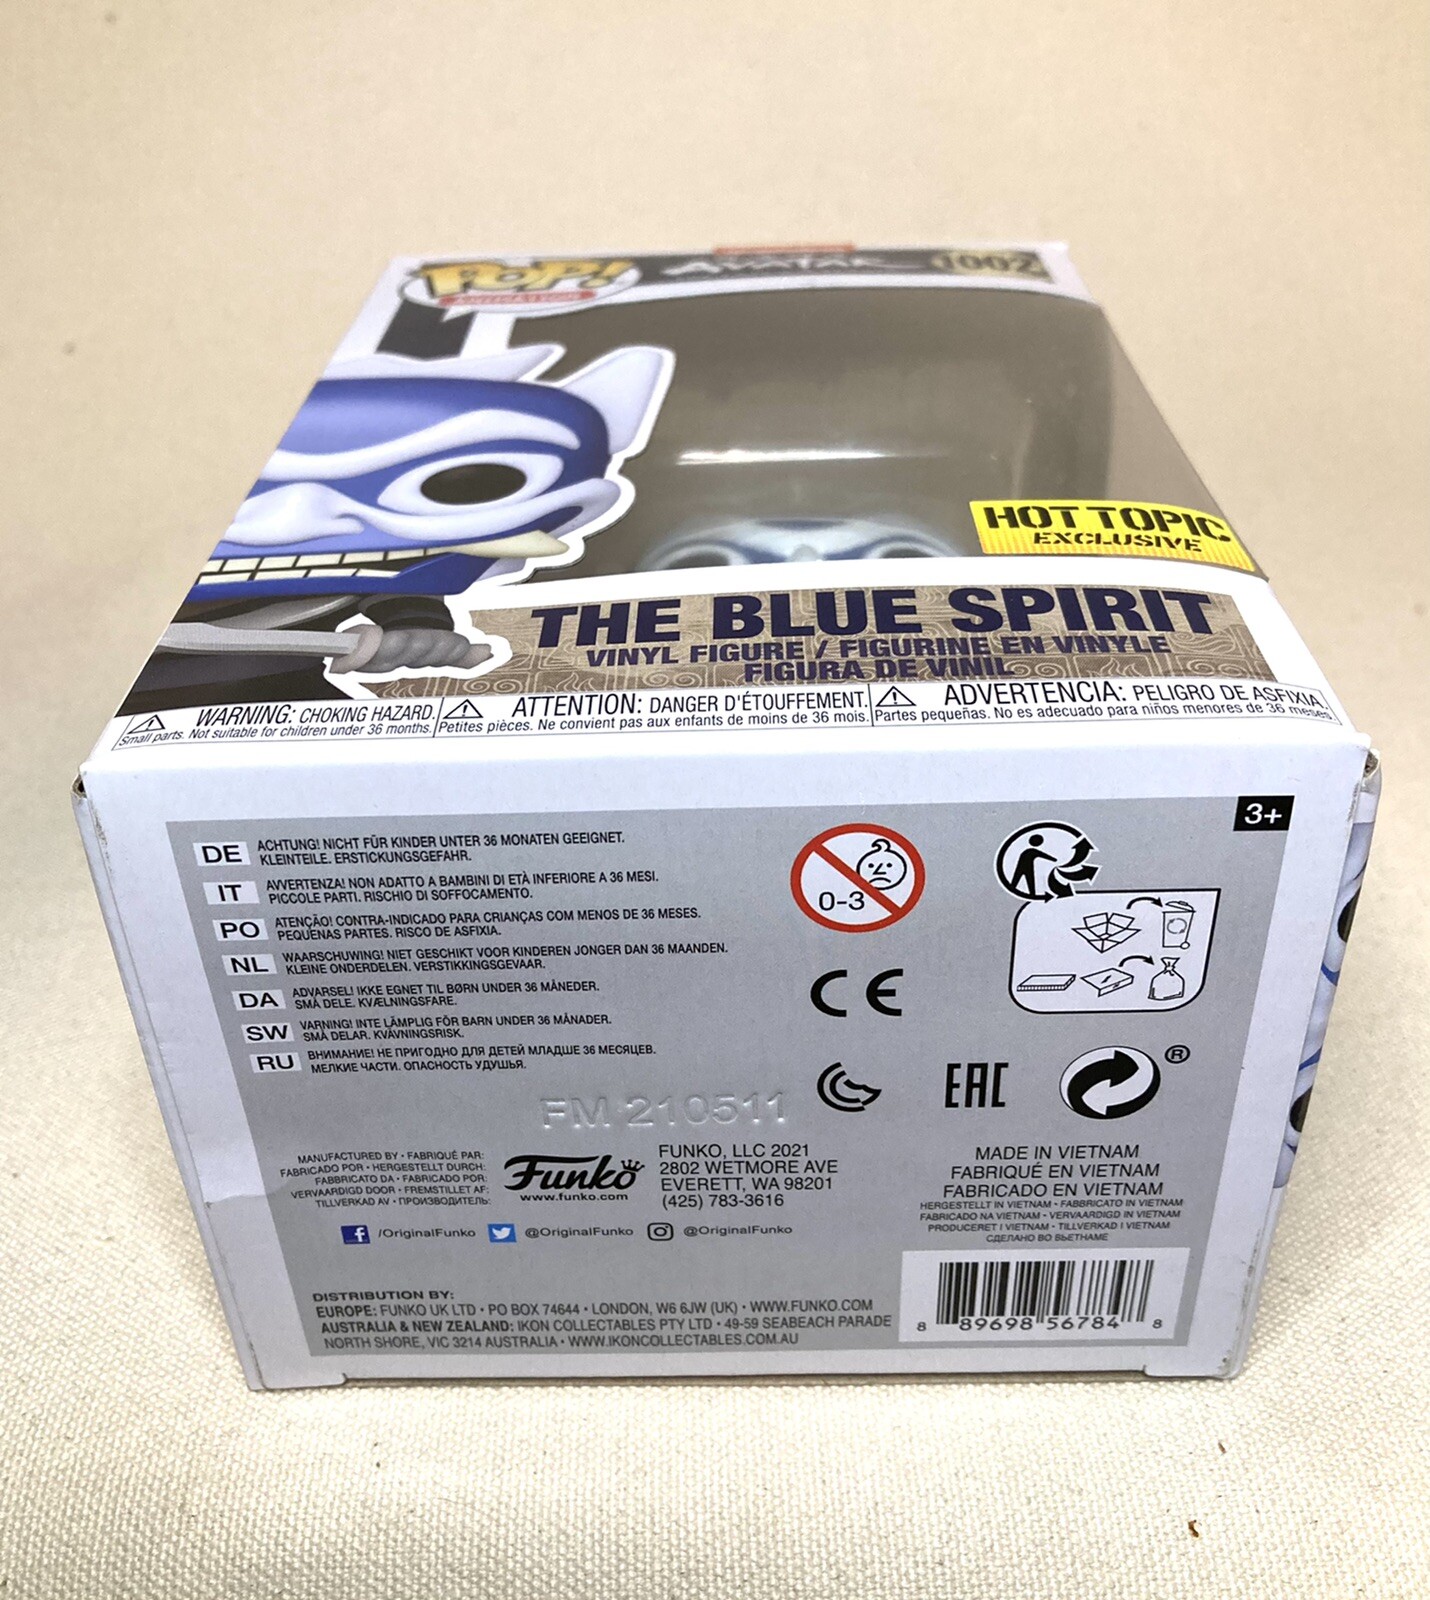 POP!
ANIMATION
AVATAR
1002
HOT TOPIC
EXCLUSIVE
THE BLUE SPIRIT
VINYL FIGURE / FIGURINE EN VINYLE
FIGURA DE VINIL
WARNING: CHOKING HAZARD.
Small parts. Not suitable for children under 36 months.
ATTENTION: DANGER D'ÉTOUFFEMENT.
Petites pièces. Ne convient pas aux enfants de moins de 36 mois.
ADVERTENCIA: PELIGRO DE ASFIXIA.
Partes pequeñas. No es adecuado para niños menores de 36 meses.
3+
DE ACHTUNG! NICHT FÜR KINDER UNTER 36 MONATEN GEEIGNET.
KLEINTEILE. ERSTICKUNGSGEFAHR.
IT AVVERTENZA! NON ADATTO A BAMBINI DI ETÀ INFERIORE A 36 MESI.
PICCOLE PARTI. RISCHIO DI SOFFOCAMENTO.
PO ATENÇÃO! CONTRA-INDICADO PARA CRIANÇAS COM MENOS DE 36 MESES.
PEQUENAS PARTES. RISCO DE ASFIXIA.
NL WAARSCHUWING! NIET GESCHIKT VOOR KINDEREN JONGER DAN 36 MAANDEN.
KLEINE ONDERDELEN. VERSTIKKINGSGEVAAR.
DA ADVARSEL! IKKE EGNET TIL BØRN UNDER 36 MÅNEDER.
SMÅ DELE. KVÆLNINGSFARE.
SW VARNING! INTE LÄMPLIG FÖR BARN UNDER 36 MÅNADER.
SMÅ DELAR. KVÄVNINGSRISK.
RU ВНИМАНИЕ! НЕ ПРИГОДНО ДЛЯ ДЕТЕЙ МЛАДШЕ 36 МЕСЯЦЕВ.
МЕЛКИЕ ЧАСТИ. ОПАСНОСТЬ УДУШЬЯ.
0-3
CE
EAC
®
FM-210511
MANUFACTURED BY • FABRIQUÉ PAR:
FABRICADO POR • HERGESTELLT DURCH:
FABBRICATO DA • FABRICADO POR:
VERVAARDIGD DOOR • FREMSTILLET AF:
TILLVERKAD AV • ПРОИЗВОДИТЕЛЬ:
Funko
www.funko.com
FUNKO, LLC 2021
2802 WETMORE AVE
EVERETT, WA 98201
(425) 783-3616
/OriginalFunko @OriginalFunko @OriginalFunko
MADE IN VIETNAM
FABRIQUÉ EN VIETNAM
FABRICADO EN VIETNAM
HERGESTELLT IN VIETNAM • FABBRICATO IN VIETNAM
FABRICADO NA VIETNAM • VERVAARDIGD IN VIETNAM
PRODUCERET I VIETNAM • TILLVERKAD I VIETNAM
СДЕЛАНО ВО ВЬЕТНАМЕ
DISTRIBUTION BY:
EUROPE: FUNKO UK LTD • PO BOX 74644 • LONDON, W6 6JW (UK) • WWW.FUNKO.COM
AUSTRALIA & NEW ZEALAND: IKON COLLECTABLES PTY LTD • 49-59 SEABEACH PARADE
NORTH SHORE, VIC 3214 AUSTRALIA • WWW.IKONCOLLECTABLES.COM.AU
8 89698 56784 8